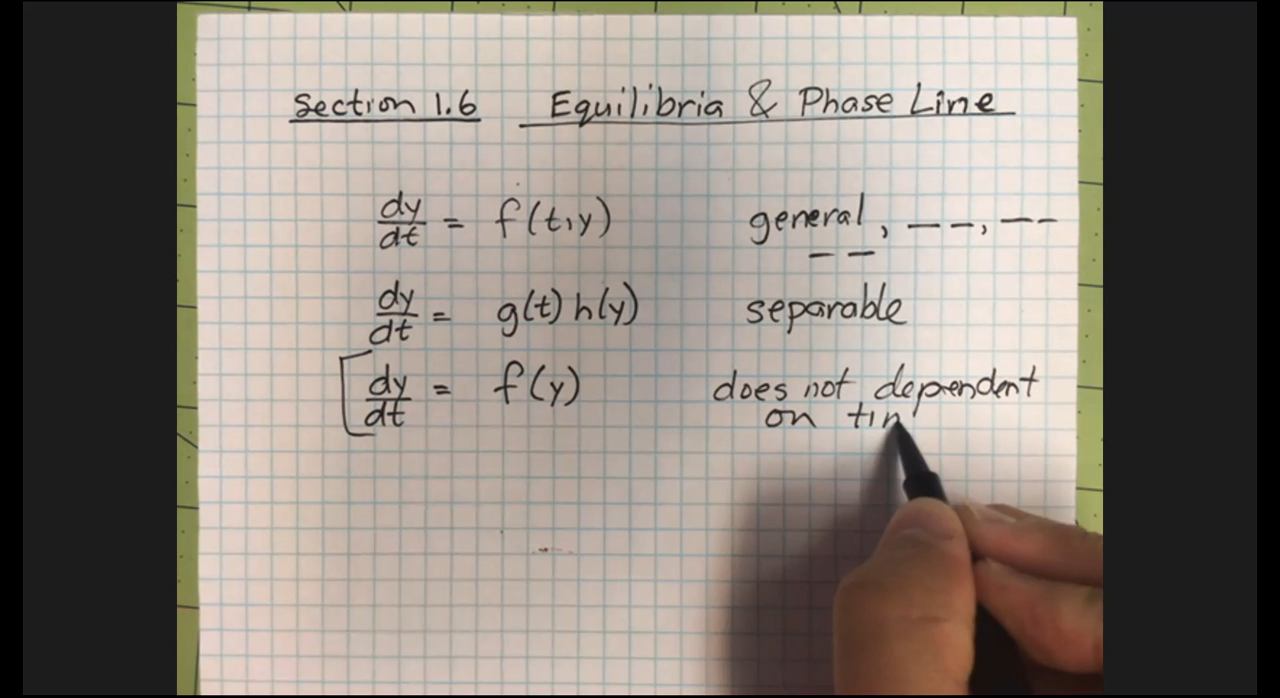 Section 1.6 Equilibria & Phase Line
dy/dt = f(t,y) general, _ _, _ _
_ _
dy/dt = g(t) h(y) separable
dy/dt = f(y) does not dependent
on tin